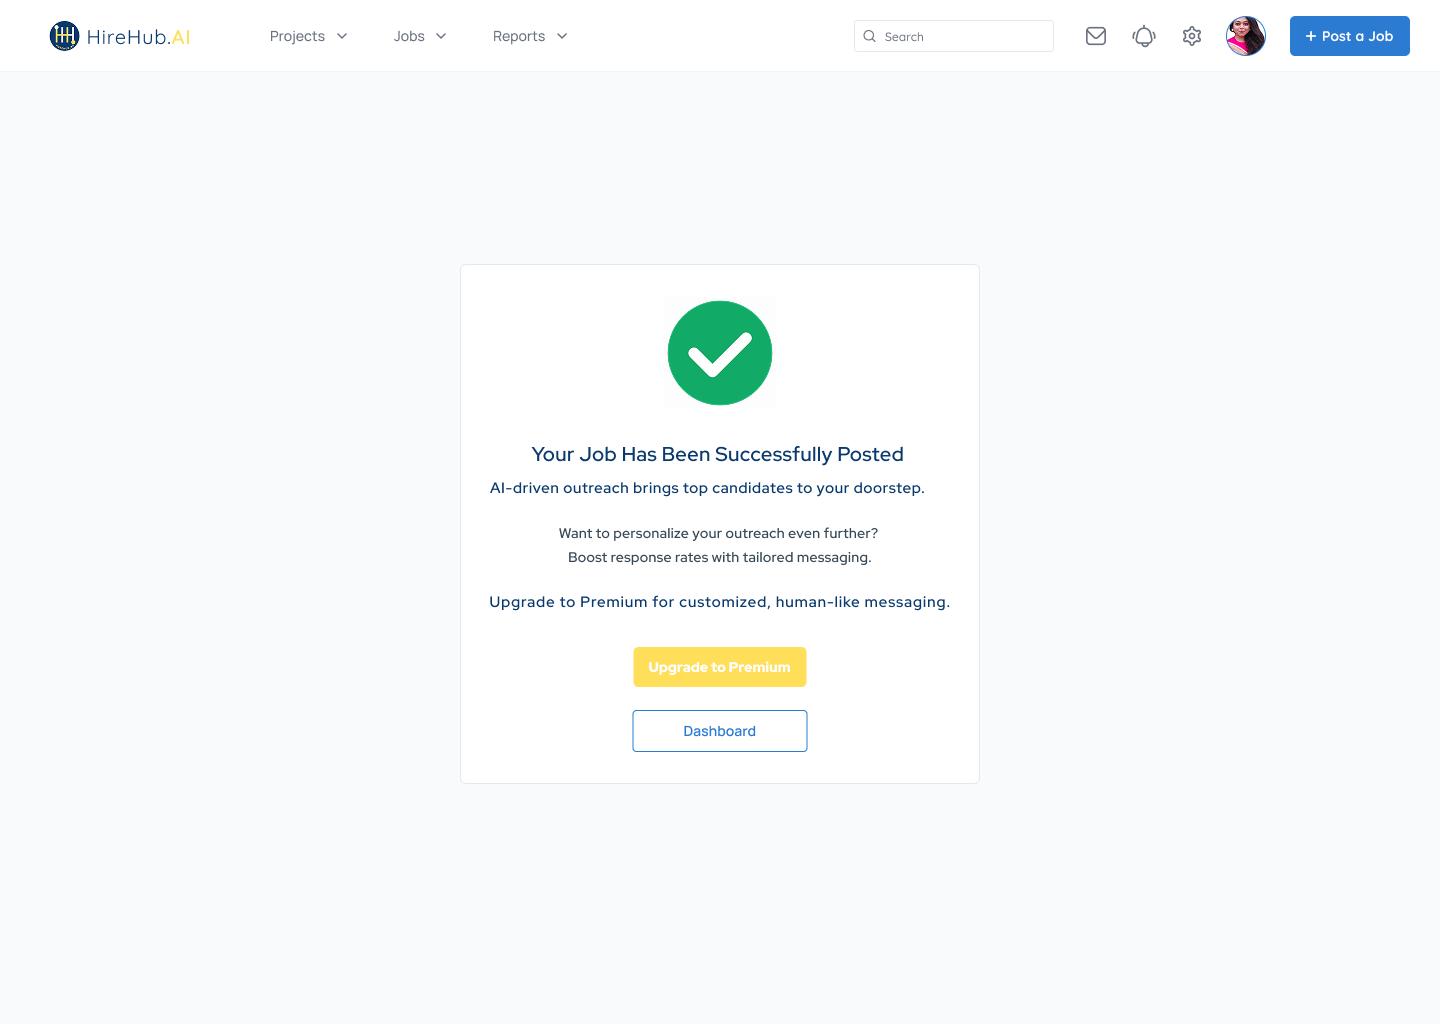 HireHub.AI
Projects
Jobs
Reports
Search
+ Post a Job
Your Job Has Been Successfully Posted
AI-driven outreach brings top candidates to your doorstep.
Want to personalize your outreach even further?
Boost response rates with tailored messaging.
Upgrade to Premium for customized, human-like messaging.
Upgrade to Premium
Dashboard